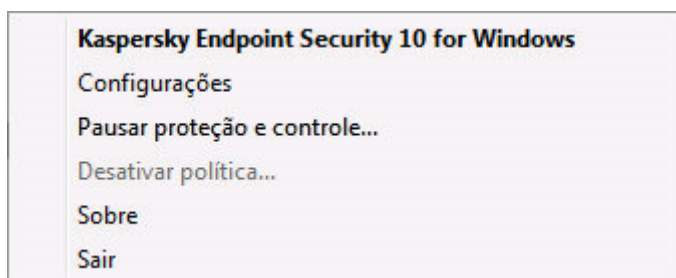 Kaspersky Endpoint Security 10 for Windows
Configurações
Pausar proteção e controle...
Desativar política...
Sobre
Sair